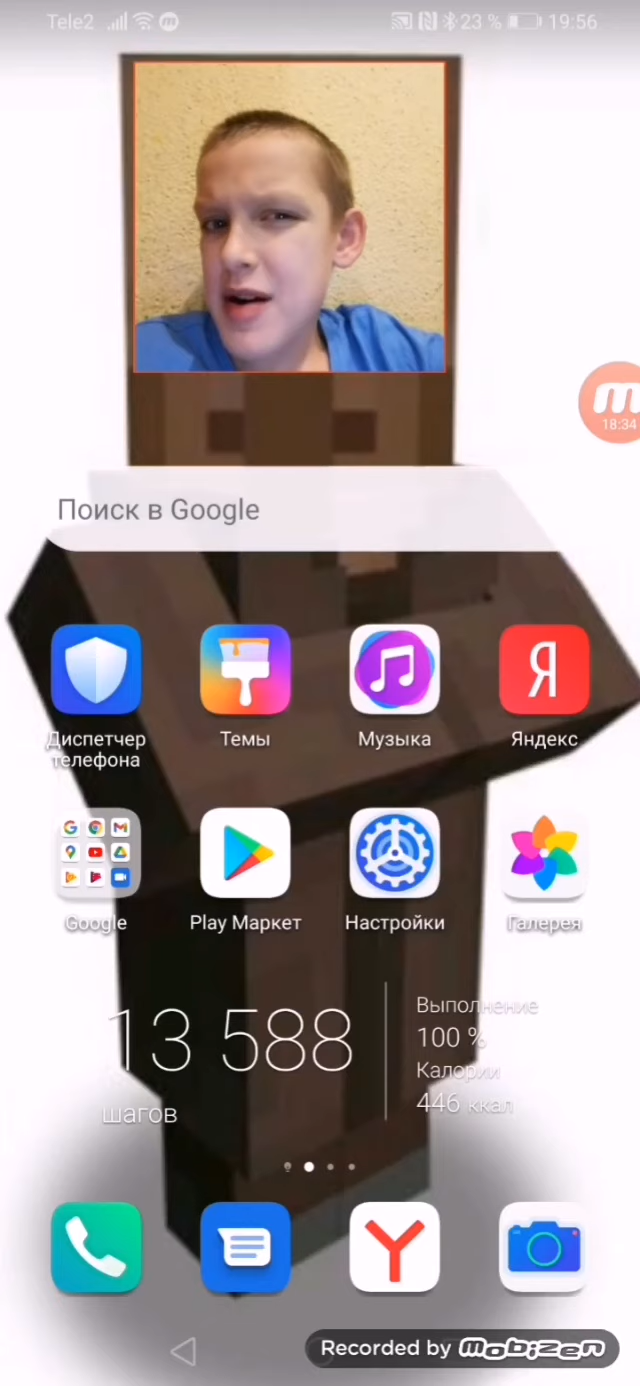 Tele2 23 % 19:56
18:34
Поиск в Google
Диспетчер
телефона
Темы
Музыка
Яндекс
Google
Play Маркет
Настройки
Галерея
13 588
шагов
Выполнение
100 %
Калории
446 ккал
Recorded by mobizen